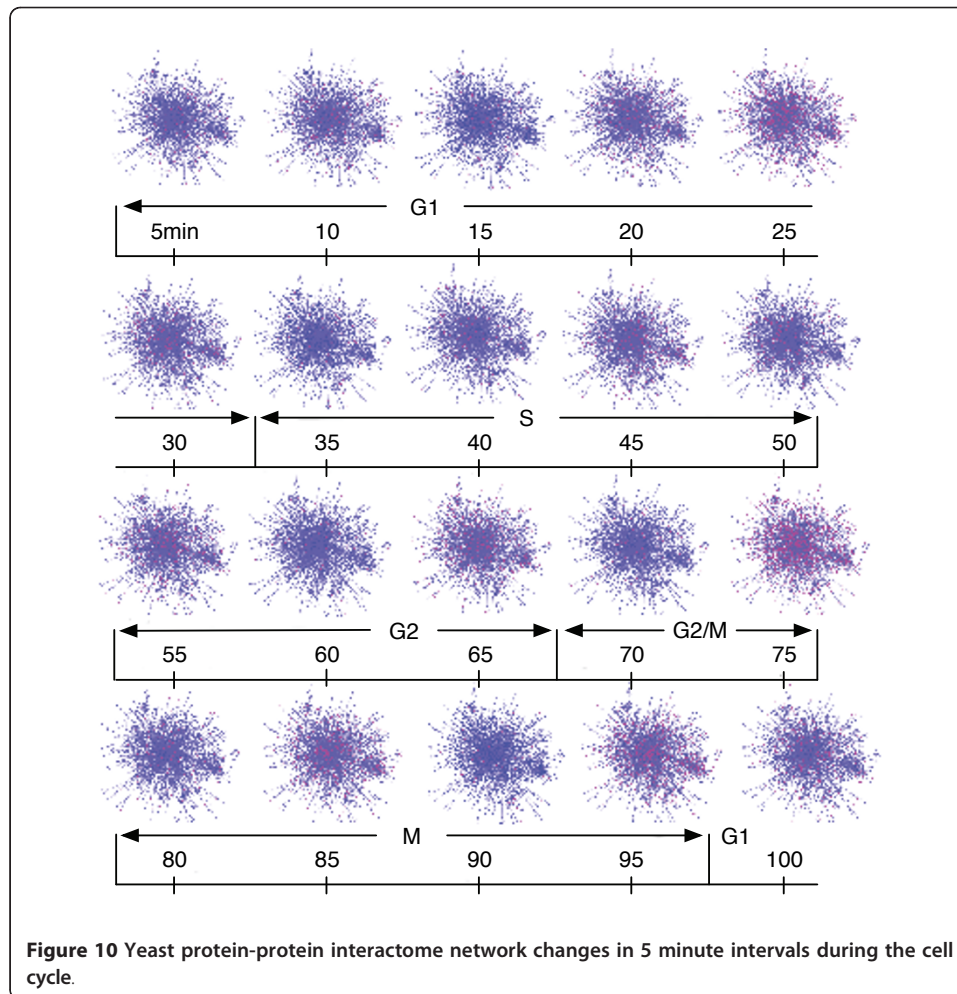 G1
5min 10 15 20 25
S
30 35 40 45 50
G2 G2/M
55 60 65 70 75
M G1
80 85 90 95 100
Figure 10 Yeast protein-protein interactome network changes in 5 minute intervals during the cell
cycle.